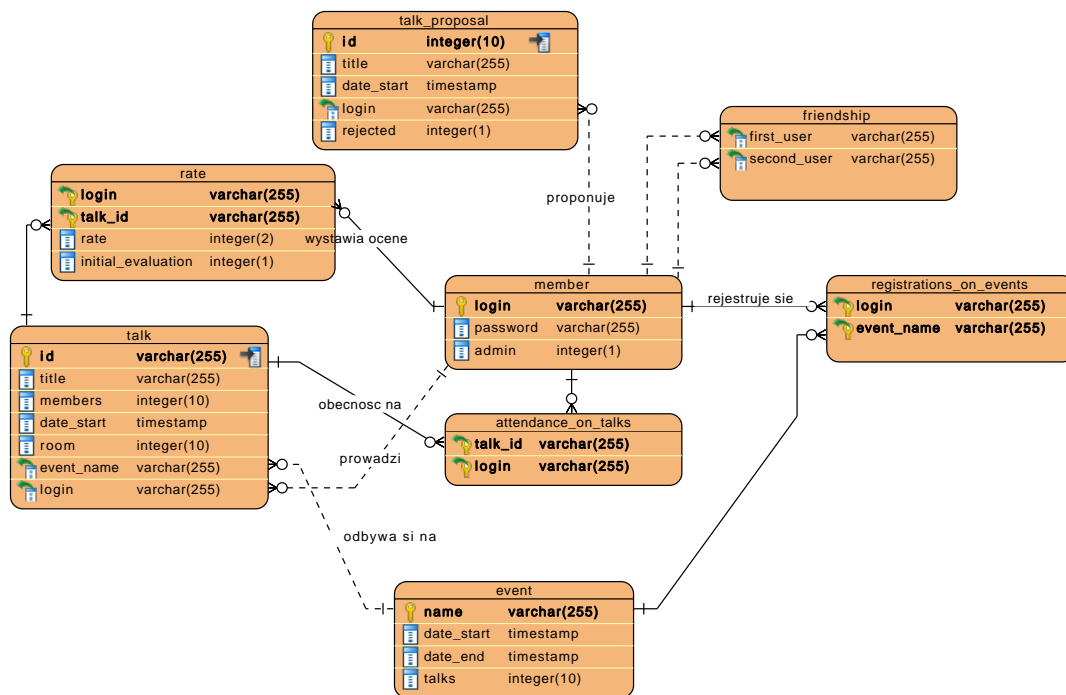 talk_proposal
id integer(10)
title varchar(255)
date_start timestamp
login varchar(255)
rejected integer(1)
friendship
first_user varchar(255)
second_user varchar(255)
rate
login varchar(255)
talk_id varchar(255)
rate integer(2)
initial_evaluation integer(1)
proponuje
wystawia ocene
member
login varchar(255)
password varchar(255)
admin integer(1)
rejestruje sie
registrations_on_events
login varchar(255)
event_name varchar(255)
talk
id varchar(255)
title varchar(255)
members integer(10)
date_start timestamp
room integer(10)
event_name varchar(255)
login varchar(255)
obecnosc na
prowadzi
attendance_on_talks
talk_id varchar(255)
login varchar(255)
odbywa si na
event
name varchar(255)
date_start timestamp
date_end timestamp
talks integer(10)